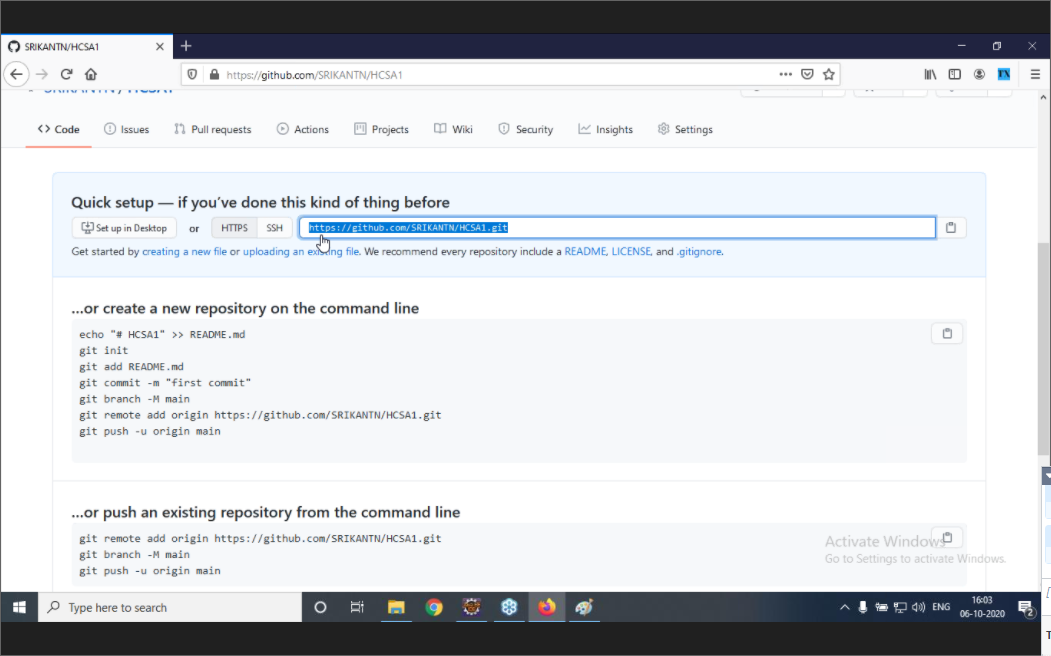 SRIKANTN/HCSA1
https://github.com/SRIKANTN/HCSA1
SRIKANTN / HCSA1
Code Issues Pull requests Actions Projects Wiki Security Insights Settings
Quick setup — if you've done this kind of thing before
Set up in Desktop or HTTPS SSH https://github.com/SRIKANTN/HCSA1.git
Get started by creating a new file or uploading an existing file. We recommend every repository include a README, LICENSE, and .gitignore.
...or create a new repository on the command line
echo "# HCSA1" >> README.md
git init
git add README.md
git commit -m "first commit"
git branch -M main
git remote add origin https://github.com/SRIKANTN/HCSA1.git
git push -u origin main
...or push an existing repository from the command line
git remote add origin https://github.com/SRIKANTN/HCSA1.git
git branch -M main
git push -u origin main
Activate Windows
Go to Settings to activate Windows.
Type here to search
ENG
16:03
06-10-2020
2